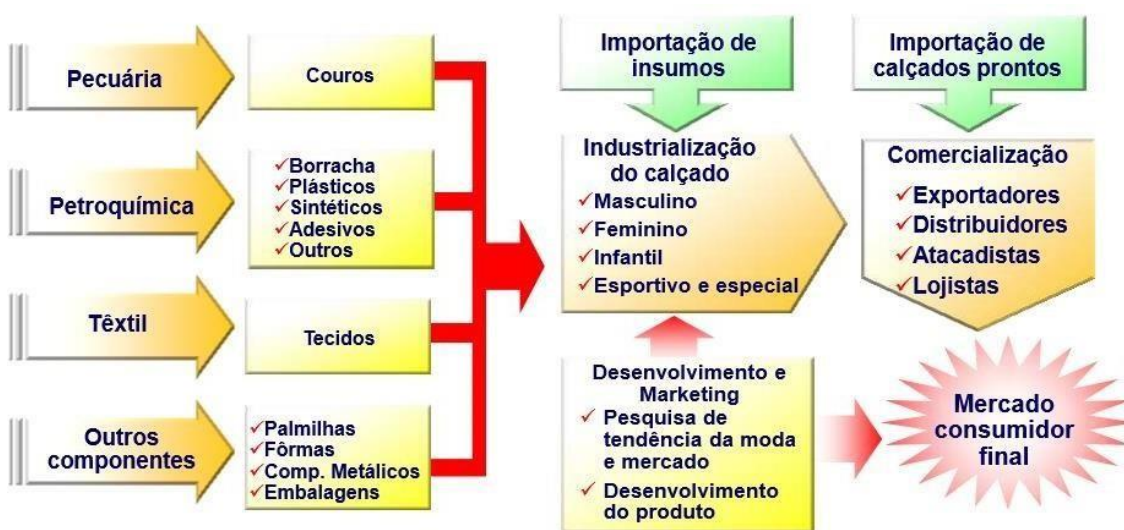 Pecuária
Couros
Petroquímica
Borracha
Plásticos
Sintéticos
Adesivos
Outros
Têxtil
Tecidos
Outros
componentes
Palmilhas
Fôrmas
Comp. Metálicos
Embalagens
Importação de
insumos
Industrialização
do calçado
Masculino
Feminino
Infantil
Esportivo e especial
Importação de
calçados prontos
Comercialização
Exportadores
Distribuidores
Atacadistas
Lojistas
Desenvolvimento e
Marketing
Pesquisa de
tendência da moda
e mercado
Desenvolvimento
do produto
Mercado
consumidor
final